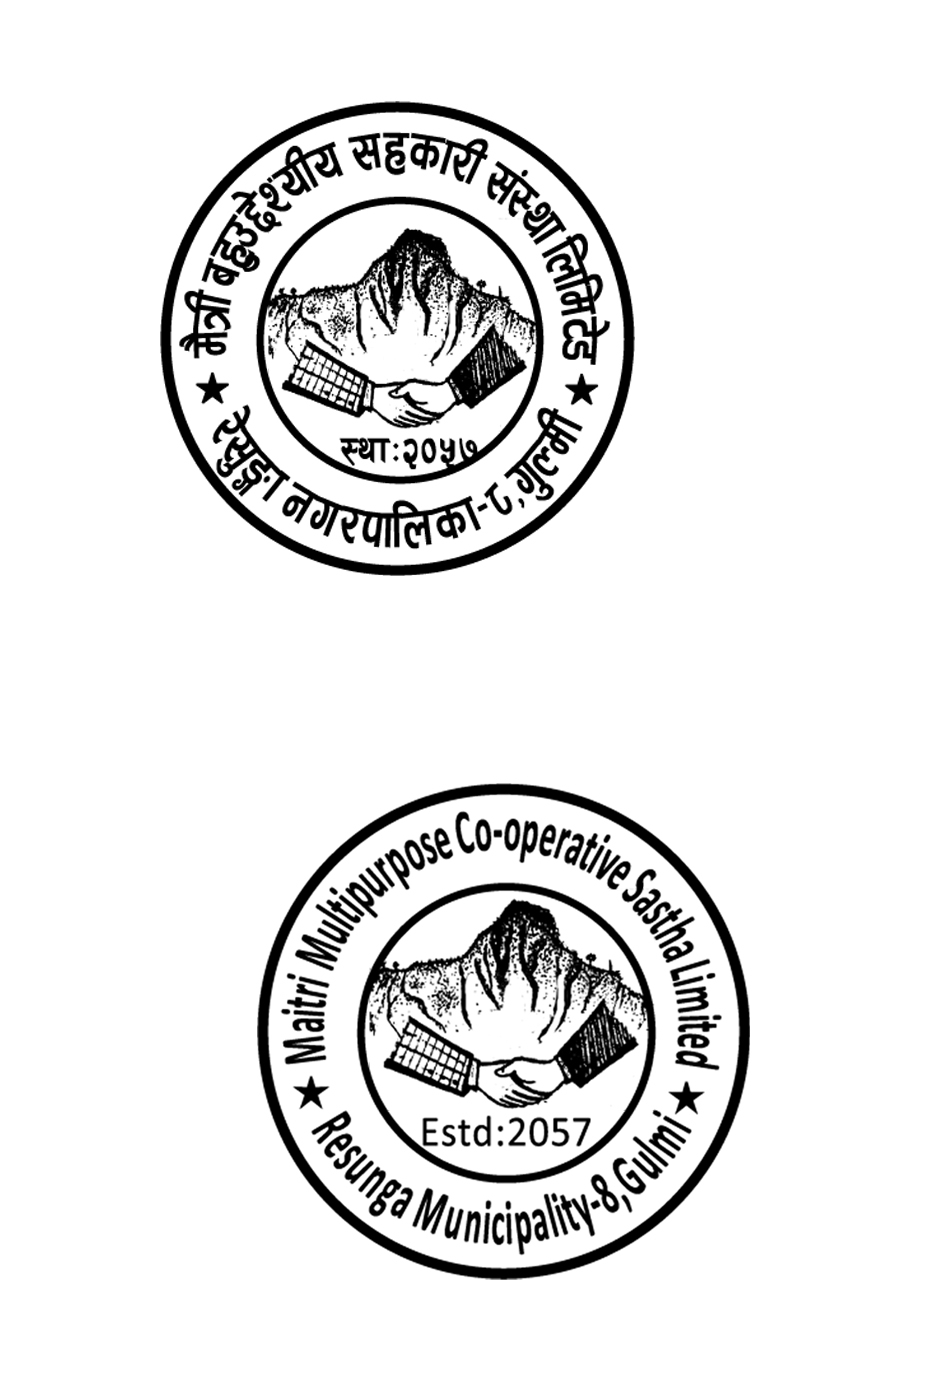 मैत्री बहुउद्देश्यीय सहकारी संस्था लिमिटेड
स्था:२०५७
★ रेसुङ्गा नगरपालिका-८,गुल्मी ★
Maitri Multipurpose Co-operative Sastha Limited
Estd:2057
★ Resunga Municipality-8,Gulmi ★